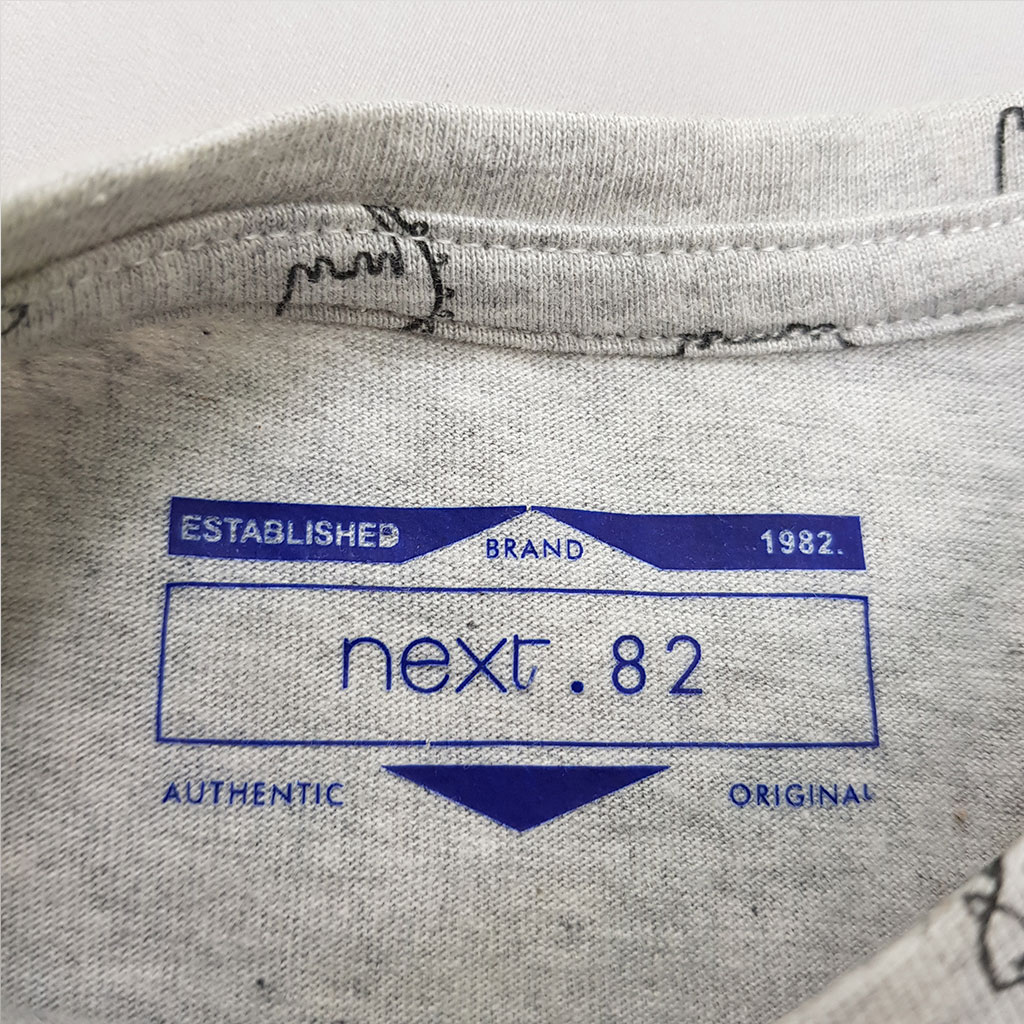 ESTABLISHED BRAND 1982.
next.82
AUTHENTIC ORIGINAL